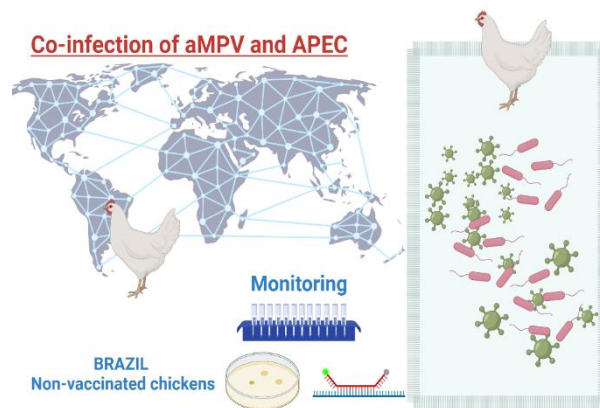 Co-infection of aMPV and APEC
Monitoring
BRAZIL
Non-vaccinated chickens